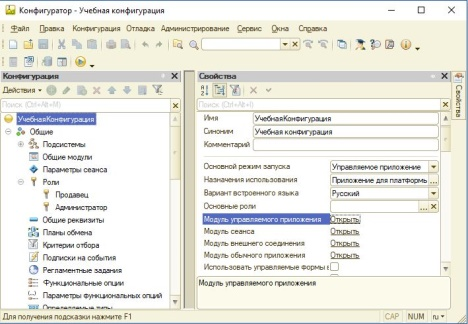 Конфигуратор - Учебная конфигурация
Файл Правка Конфигурация Отладка Администрирование Сервис Окна Справка
Конфигурация
Действия
Поиск (Ctrl+Alt+M)
УчебнаяКонфигурация
Общие
Подсистемы
Общие модули
Параметры сеанса
Роли
Продавец
Администратор
Общие реквизиты
Планы обмена
Критерии отбора
Подписки на события
Регламентные задания
Функциональные опции
Параметры функциональных опций
Определяемые типы
Свойства
Поиск (Ctrl+Alt+I)
Имя УчебнаяКонфигурация
Синоним Учебная конфигурация
Комментарий
Основной режим запуска Управляемое приложение
Назначения использования Приложение для платформь ...
Вариант встроенного языка Русский
Основные роли ...
Модуль управляемого приложения Открыть
Модуль сеанса Открыть
Модуль внешнего соединения Открыть
Модуль обычного приложения Открыть
Использовать управляемые формы в
Модуль управляемого приложения
Свойства
Для получения подсказки нажмите F1
CAP NUM ru